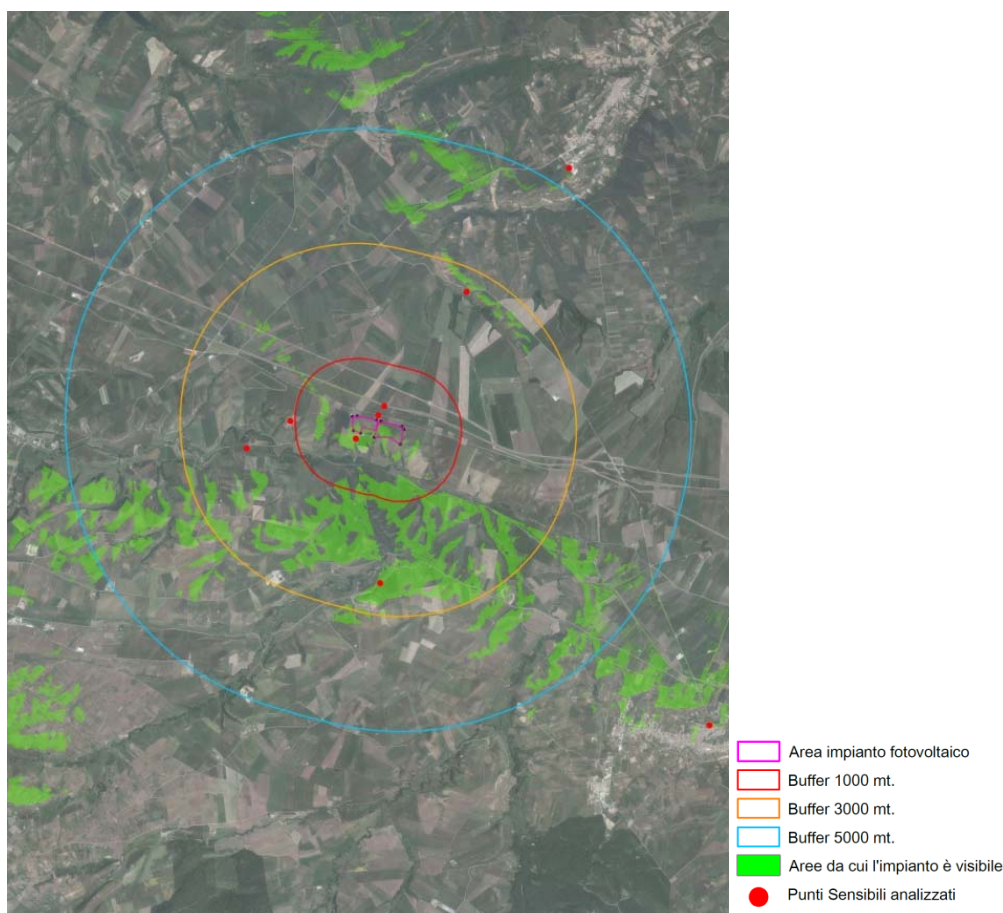 Area impianto fotovoltaico
Buffer 1000 mt.
Buffer 3000 mt.
Buffer 5000 mt.
Aree da cui l'impianto è visibile
Punti Sensibili analizzati